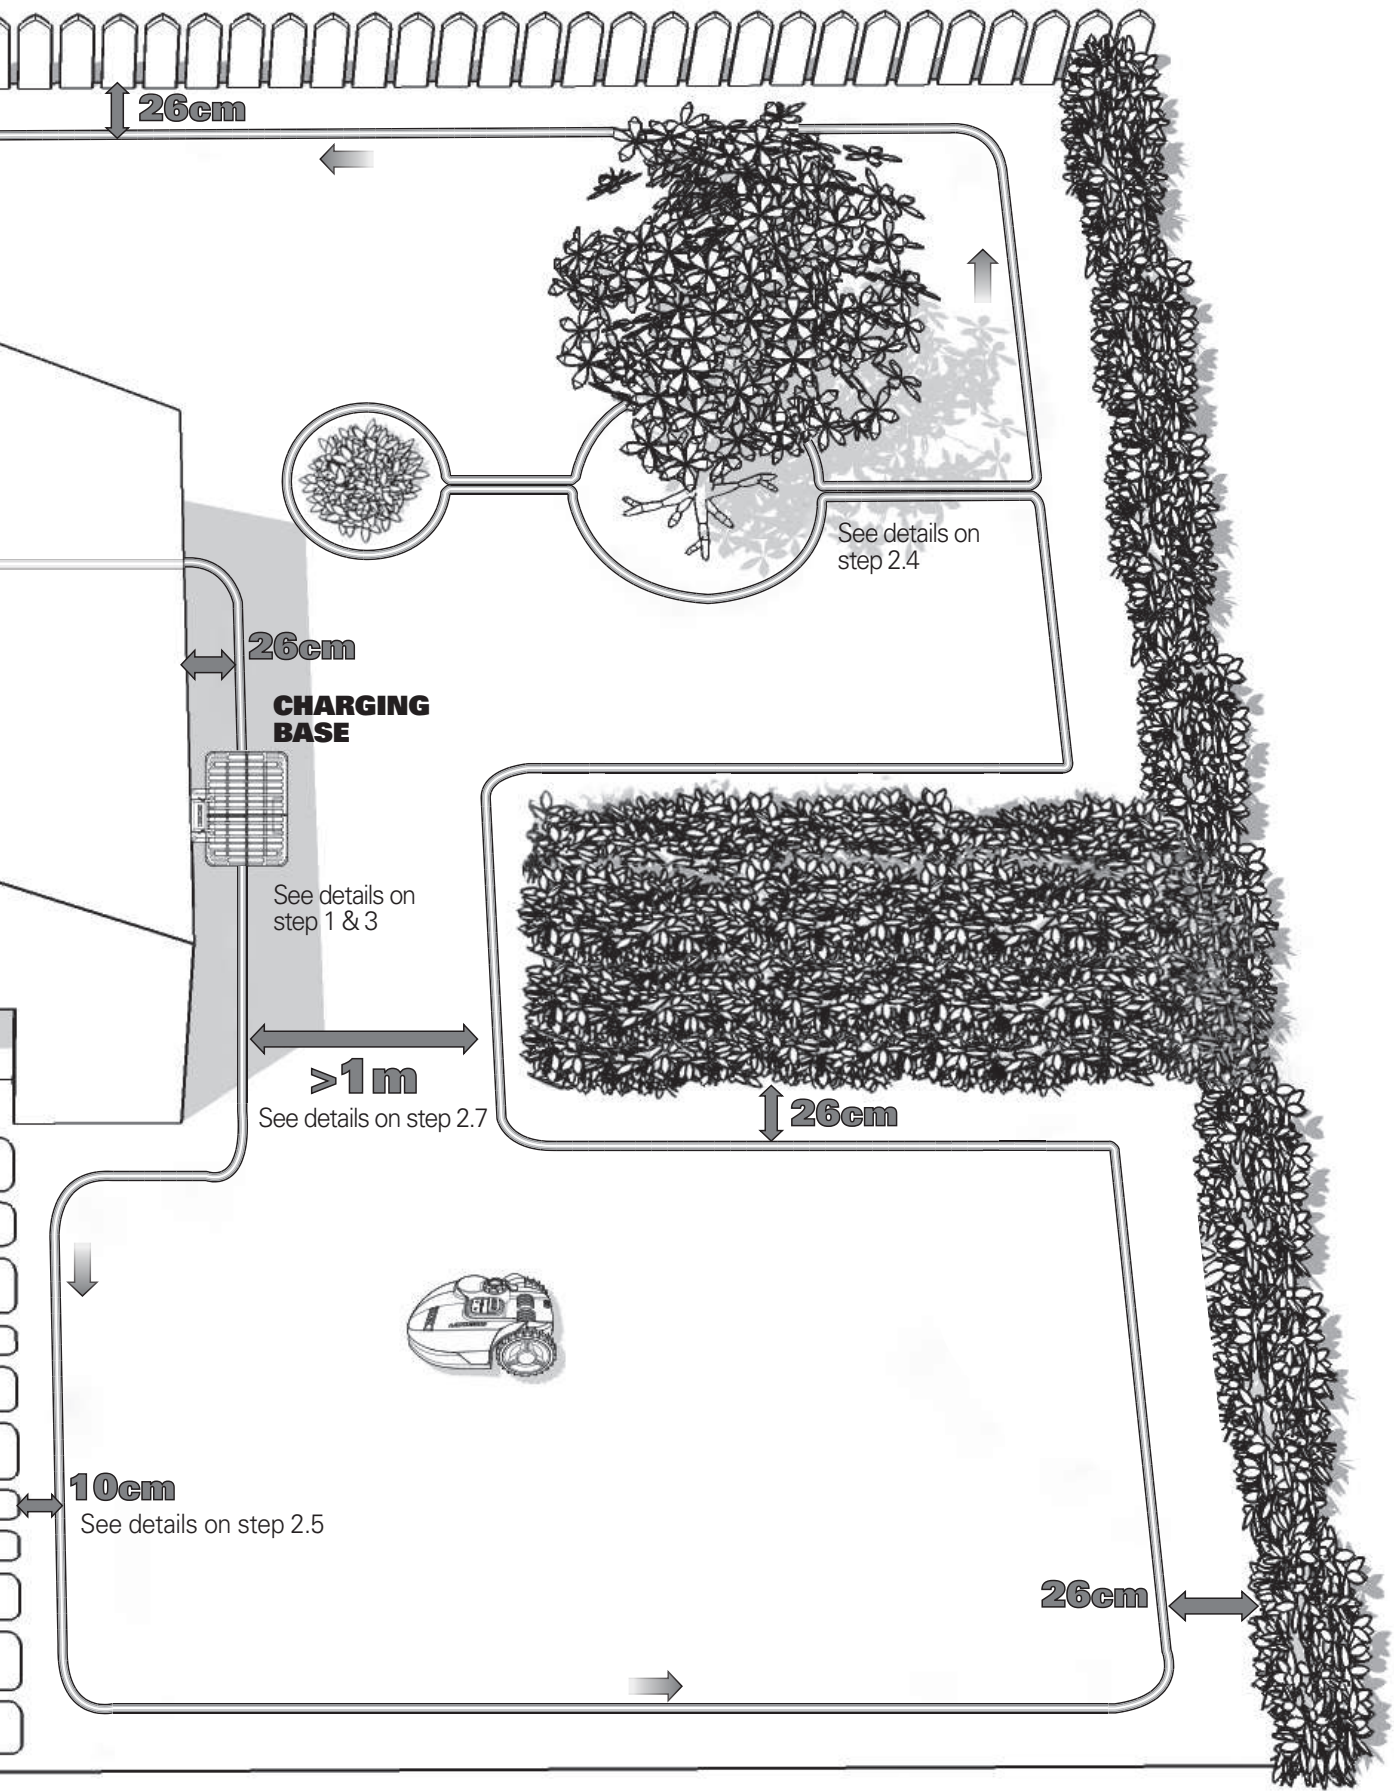 26cm
See details on
step 2.4
26cm
CHARGING
BASE
See details on
step 1 & 3
>1m
See details on step 2.7
26cm
10cm
See details on step 2.5
26cm